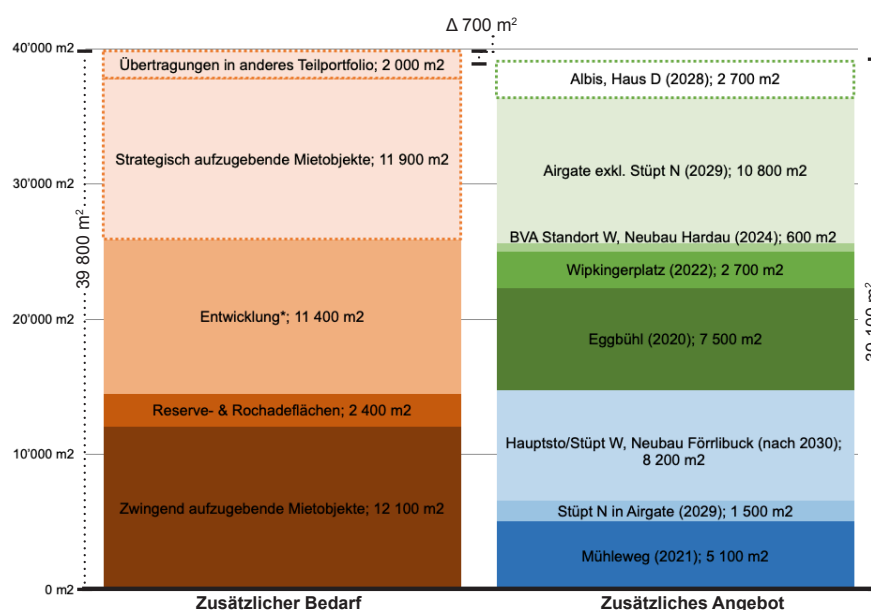 Δ 700 m²
40'000 m2
30'000 m2
20'000 m2
10'000 m2
0 m2
39 800 m²
Übertragungen in anderes Teilportfolio; 2 000 m2
Strategisch aufzugebende Mietobjekte; 11 900 m2
Entwicklung*; 11 400 m2
Reserve- & Rochadeflächen; 2 400 m2
Zwingend aufzugebende Mietobjekte; 12 100 m2
Zusätzlicher Bedarf
Albis, Haus D (2028); 2 700 m2
Airgate exkl. Stüpt N (2029); 10 800 m2
BVA Standort W, Neubau Hardau (2024); 600 m2
Wipkingerplatz (2022); 2 700 m2
Eggbühl (2020); 7 500 m2
Hauptsto/Stüpt W, Neubau Förrlibuck (nach 2030);
8 200 m2
Stüpt N in Airgate (2029); 1 500 m2
Mühleweg (2021); 5 100 m2
Zusätzliches Angebot